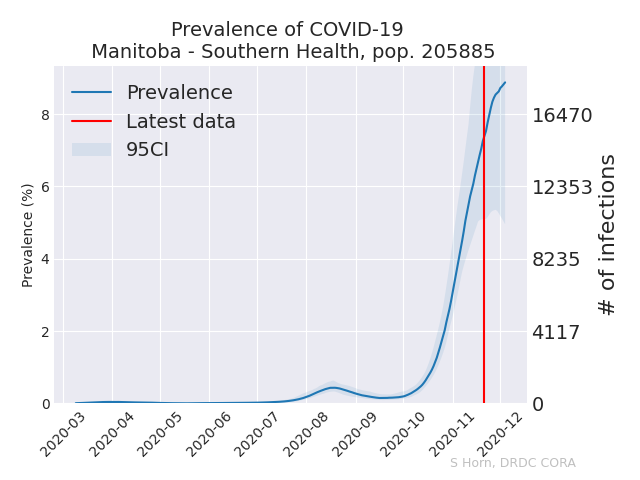 Prevalence of COVID-19
Manitoba - Southern Health, pop. 205885
Prevalence
Latest data
95CI
Prevalence (%)
8
6
4
2
0
16470
12353
8235
4117
0
# of infections
2020-03
2020-04
2020-05
2020-06
2020-07
2020-08
2020-09
2020-10
2020-11
2020-12
S Horn, DRDC CORA